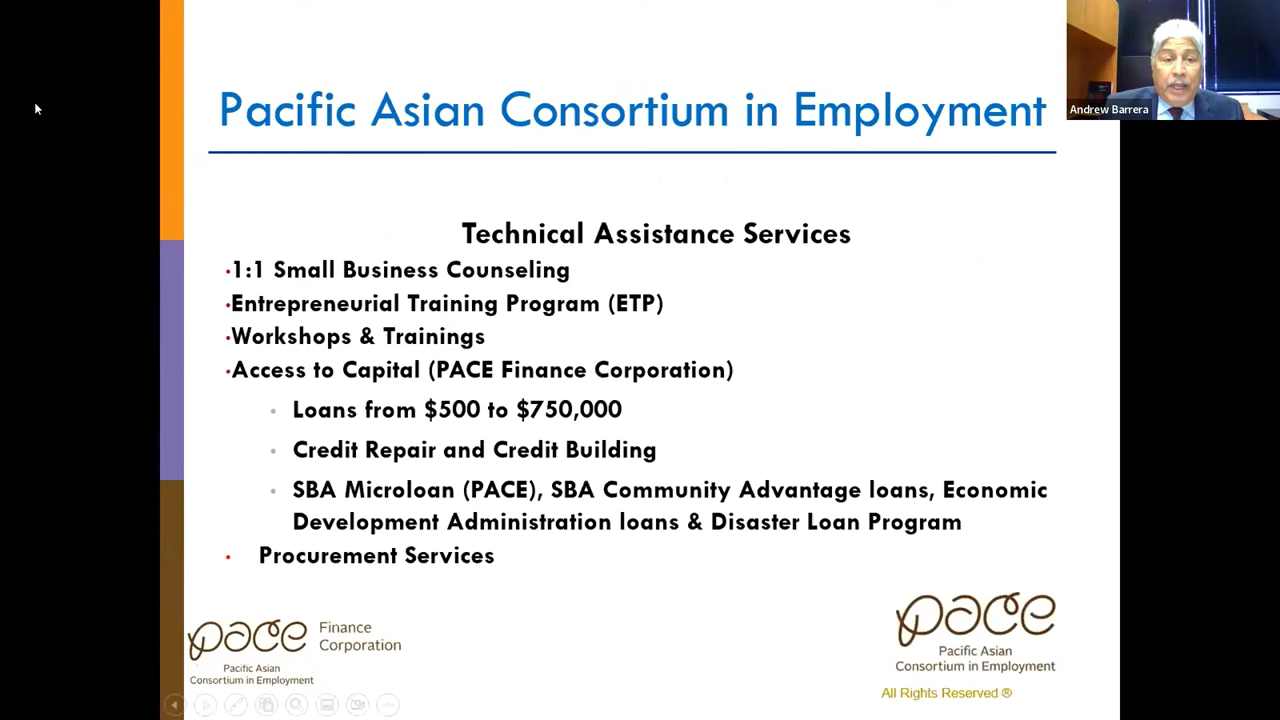 Pacific Asian Consortium in Employment
Andrew Barrera
Technical Assistance Services
•1:1 Small Business Counseling
•Entrepreneurial Training Program (ETP)
•Workshops & Trainings
•Access to Capital (PACE Finance Corporation)
• Loans from $500 to $750,000
• Credit Repair and Credit Building
• SBA Microloan (PACE), SBA Community Advantage loans, Economic
Development Administration loans & Disaster Loan Program
• Procurement Services
pace
Finance
Corporation
Pacific Asian
Consortium in Employment
pace
Pacific Asian
Consortium in Employment
All Rights Reserved ®